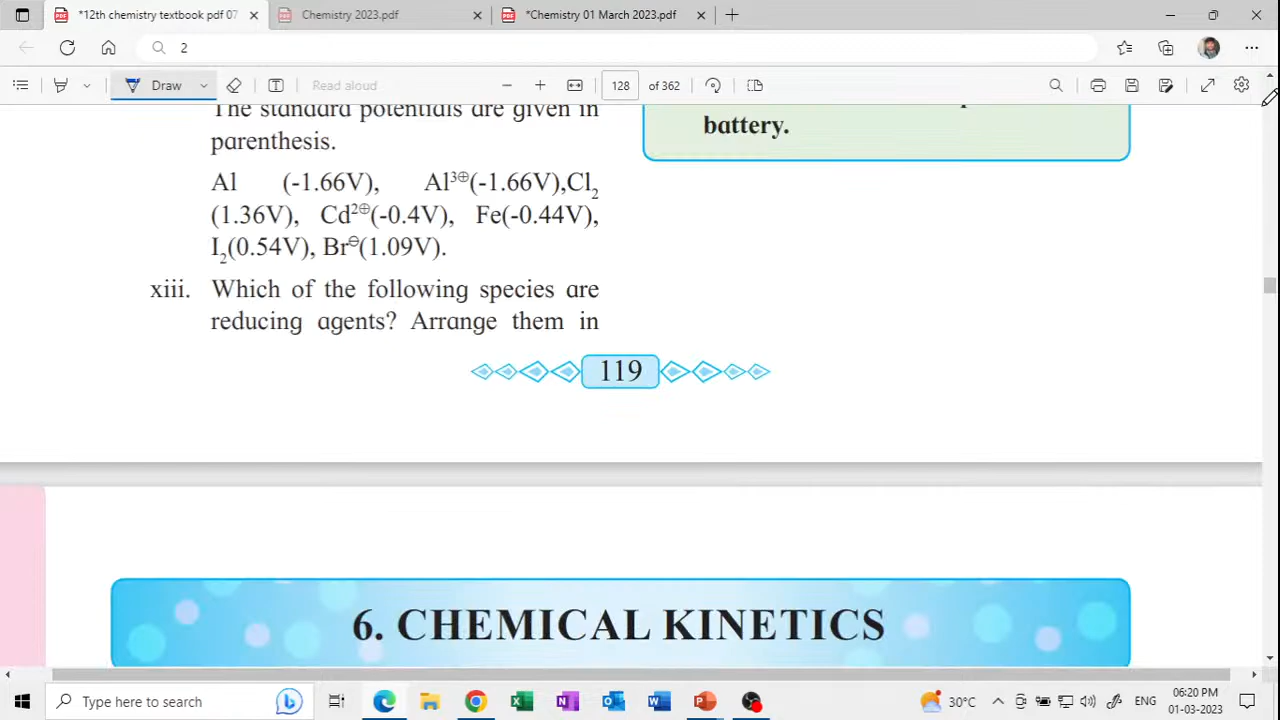 *12th chemistry textbook pdf 07
Chemistry 2023.pdf
*Chemistry 01 March 2023.pdf
2
Draw
Read aloud
128 of 362
The standard potentials are given in
parenthesis.
Al (-1.66V), Al³⊕(-1.66V),Cl₂
(1.36V), Cd²⊕(-0.4V), Fe(-0.44V),
I₂(0.54V), Br⊖(1.09V).
xiii. Which of the following species are
reducing agents? Arrange them in
battery.
119
6. CHEMICAL KINETICS
Type here to search
30°C
ENG
06:20 PM
01-03-2023